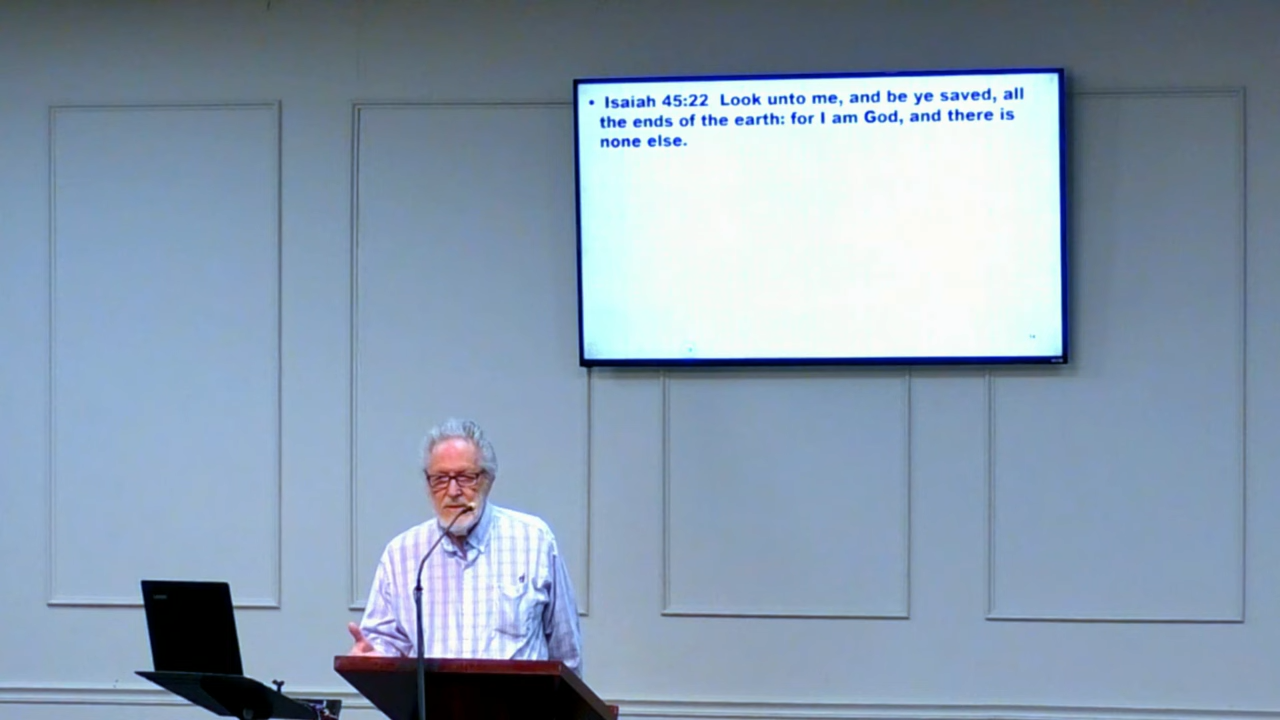 • Isaiah 45:22 Look unto me, and be ye saved, all
the ends of the earth: for I am God, and there is
none else.